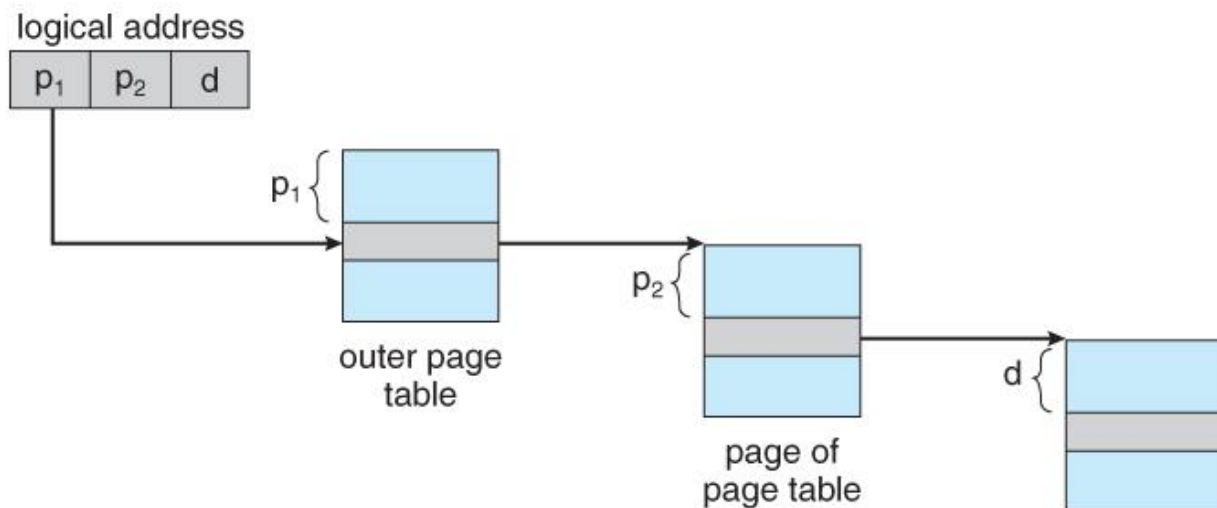 logical address
p₁ p₂ d
p₁
outer page
table
p₂
page of
page table
d